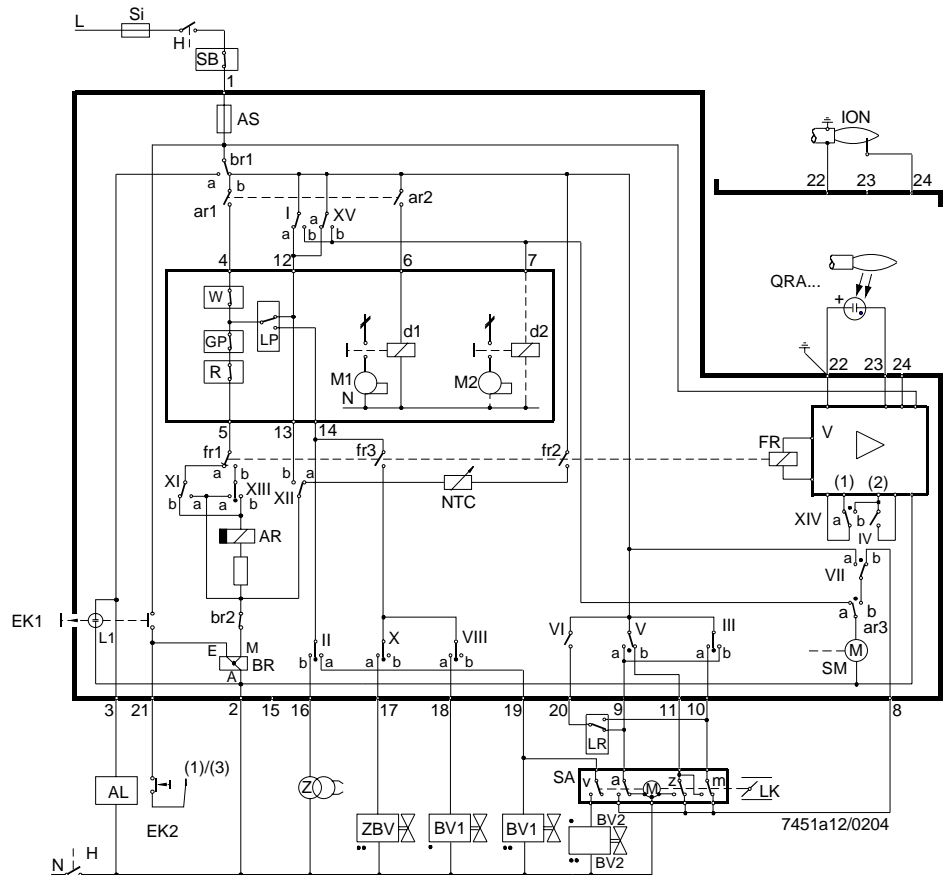 L Si
H
SB
1
AS
ION
br1
22 23 24
a b
ar1 I a XV ar2
a b b
4 12 6 7
QRA...
+
W
GP LP d1 d2
22 23 24
R M1 M2
N
V
5 13 14
fr1 fr3 fr2 FR
a b b a
XI XIII XII NTC
b a a b
(1) (2)
XIV a b IV
AR
a b
VII
EK1 L1 br2
a b
ar3
E M
BR
A
II X VIII VI V III
M
SM
b a a b a b a b a b
3 21 2 15 16 17 18 19 20 9 11 10 8
LR
(1)/(3)
SA v a M z m LK
AL Z
EK2
7451a12/0204
ZBV BV1 BV1 BV2
BV2
H
N